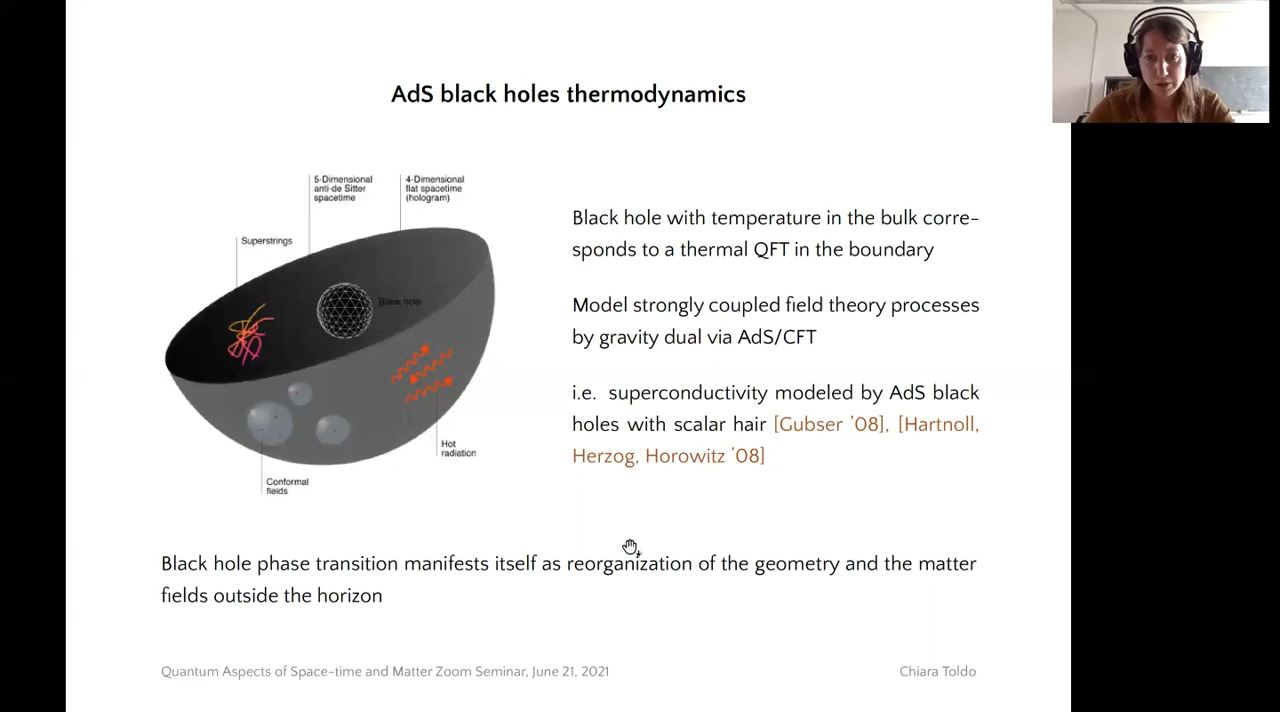 AdS black holes thermodynamics
5-Dimensional
anti-de Sitter
spacetime
4-Dimensional
flat spacetime
(hologram)
Superstrings
Black hole
Hot
radiation
Conformal
fields
Black hole with temperature in the bulk corre-
sponds to a thermal QFT in the boundary
Model strongly coupled field theory processes
by gravity dual via AdS/CFT
i.e. superconductivity modeled by AdS black
holes with scalar hair [Gubser ’08], [Hartnoll,
Herzog, Horowitz ’08]
Black hole phase transition manifests itself as reorganization of the geometry and the matter
fields outside the horizon
Quantum Aspects of Space-time and Matter Zoom Seminar, June 21, 2021
Chiara Toldo